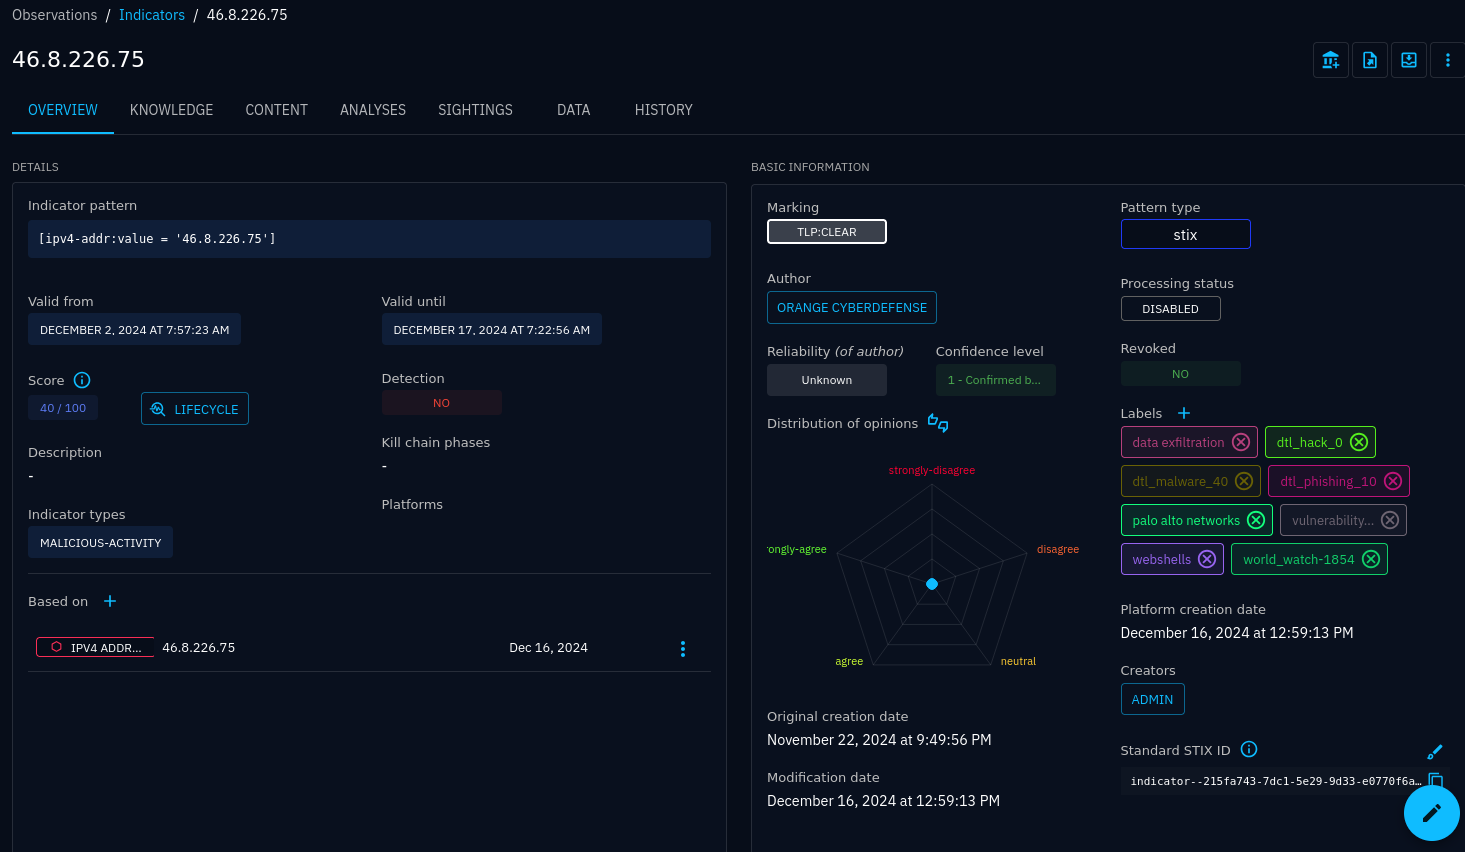 Observations / Indicators / 46.8.226.75
46.8.226.75
OVERVIEW KNOWLEDGE CONTENT ANALYSES SIGHTINGS DATA HISTORY
DETAILS
Indicator pattern
[ipv4-addr:value = '46.8.226.75']
Valid from
Valid until
DECEMBER 2, 2024 AT 7:57:23 AM
DECEMBER 17, 2024 AT 7:22:56 AM
Score
Detection
40 / 100
LIFECYCLE
NO
Description
-
Kill chain phases
-
Platforms
Indicator types
MALICIOUS-ACTIVITY
Based on
IPV4 ADDR... 46.8.226.75 Dec 16, 2024
BASIC INFORMATION
Marking
TLP:CLEAR
Author
ORANGE CYBERDEFENSE
Reliability (of author)
Confidence level
Unknown
1 - Confirmed b...
Distribution of opinions
strongly-disagree
rongly-agree
disagree
agree
neutral
Original creation date
November 22, 2024 at 9:49:56 PM
Modification date
December 16, 2024 at 12:59:13 PM
Pattern type
stix
Processing status
DISABLED
Revoked
NO
Labels
data exfiltration
dtl_hack_0
dtl_malware_40
dtl_phishing_10
palo alto networks
vulnerability...
webshells
world_watch-1854
Platform creation date
December 16, 2024 at 12:59:13 PM
Creators
ADMIN
Standard STIX ID
indicator--215fa743-7dc1-5e29-9d33-e0770f6a…